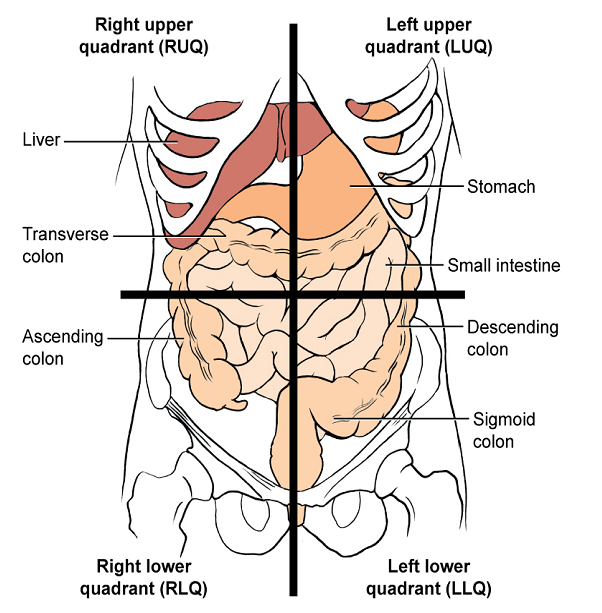 Right upper
quadrant (RUQ)
Left upper
quadrant (LUQ)
Liver
Stomach
Transverse
colon
Small intestine
Ascending
colon
Descending
colon
Sigmoid
colon
Right lower
quadrant (RLQ)
Left lower
quadrant (LLQ)